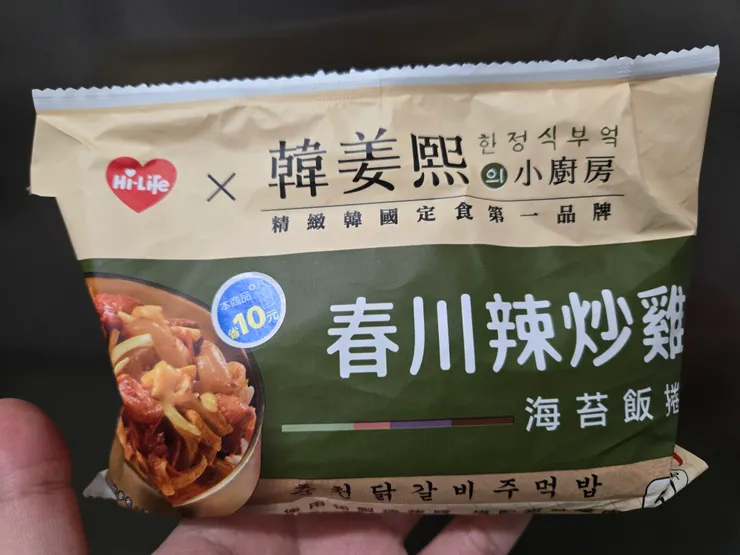 Hi-Life
×
韓姜熙
한정식부엌
의小廚房
精緻韓國定食第一品牌
本商品
省10元
春川辣炒雞
海苔飯捲
춘천닭갈비주먹밥